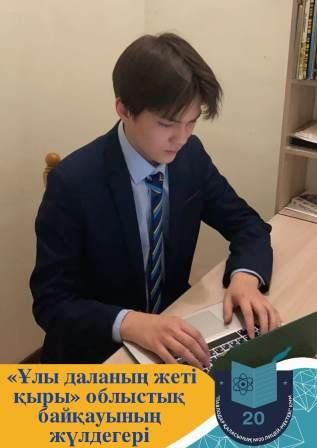 «Ұлы даланың жеті
қыры» облыстық
байқауының
жүлдегері
20